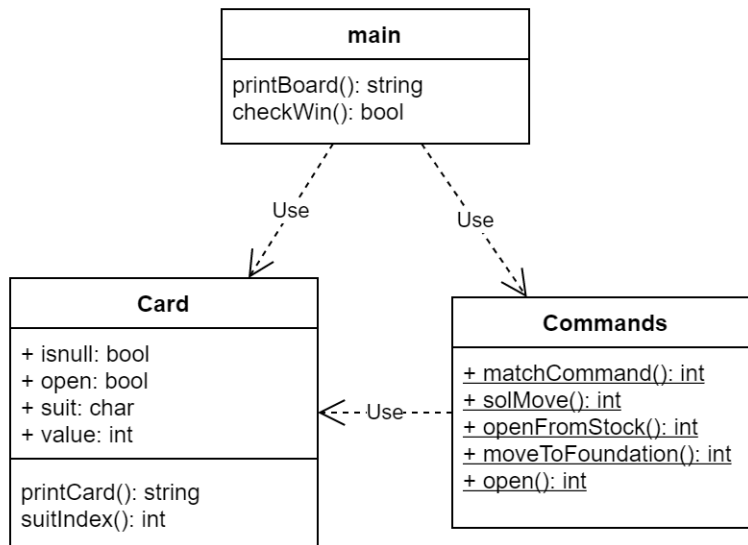 main
printBoard(): string
checkWin(): bool
Use
Use
Card
+ isnull: bool
+ open: bool
+ suit: char
+ value: int
printCard(): string
suitIndex(): int
Use
Commands
+ matchCommand(): int
+ solMove(): int
+ openFromStock(): int
+ moveToFoundation(): int
+ open(): int